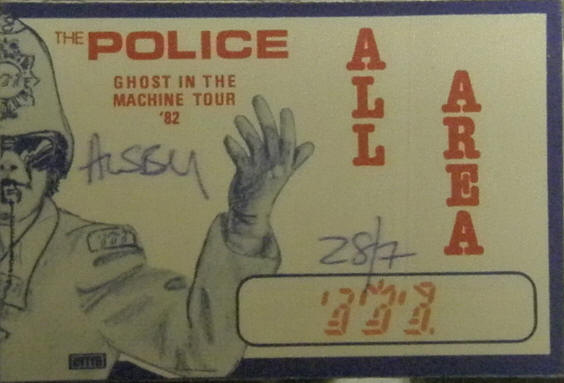 THE POLICE
GHOST IN THE
MACHINE TOUR
'82
ALL
AREA
28/7